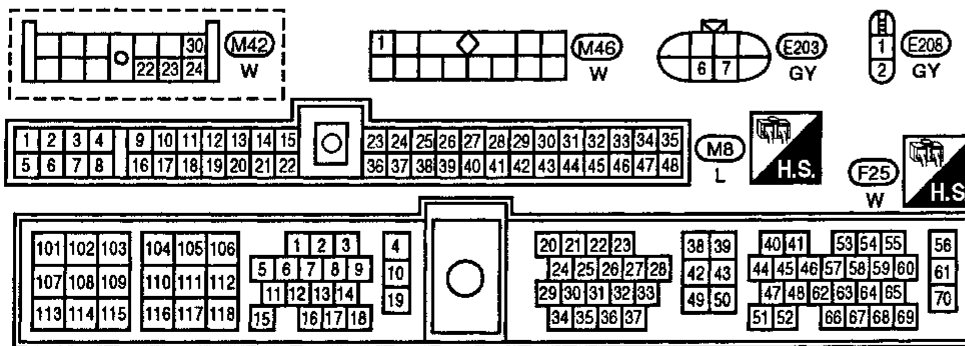 30 M42
22 23 24 W
1 M46
W
6 7 E203
GY
1 E208
2 GY
1 2 3 4 9 10 11 12 13 14 15 23 24 25 26 27 28 29 30 31 32 33 34 35
5 6 7 8 16 17 18 19 20 21 22 36 37 38 39 40 41 42 43 44 45 46 47 48
M8
L
H.S.
F25
W
H.S.
101 102 103 104 105 106 1 2 3 4 20 21 22 23 38 39 40 41 53 54 55 56
107 108 109 110 111 112 5 6 7 8 9 10 24 25 26 27 28 42 43 44 45 46 57 58 59 60 61
113 114 115 116 117 118 11 12 13 14 19 29 30 31 32 33 49 50 47 48 62 63 64 65 70
15 16 17 18 34 35 36 37 51 52 66 67 68 69